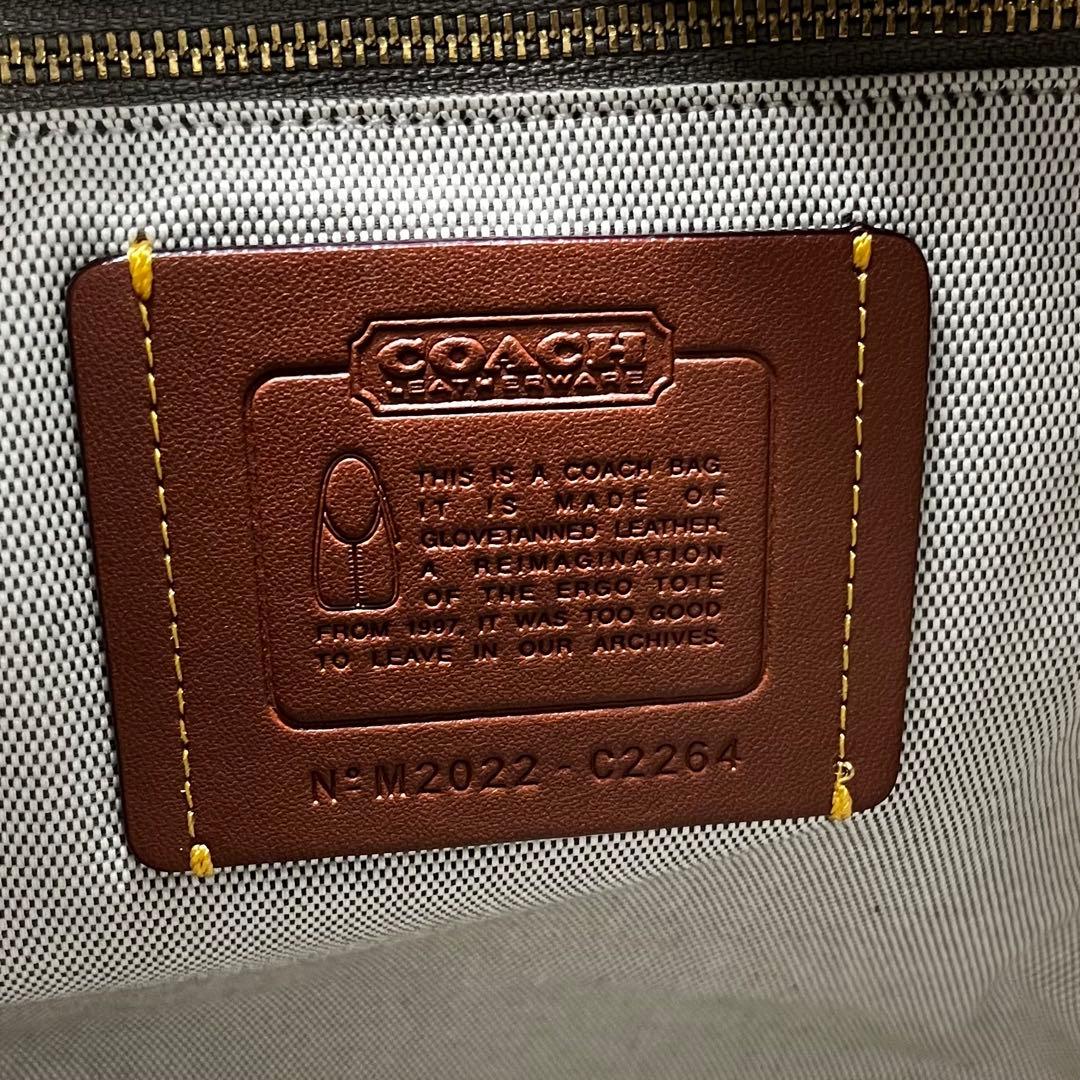 COACH
LEATHERWARE
THIS IS A COACH BAG.
IT IS MADE OF
GLOVETANNED LEATHER.
A REIMAGINATION
OF THE ERGO TOTE
FROM 1997, IT WAS TOO GOOD
TO LEAVE IN OUR ARCHIVES.
Nº M2022 - C2264